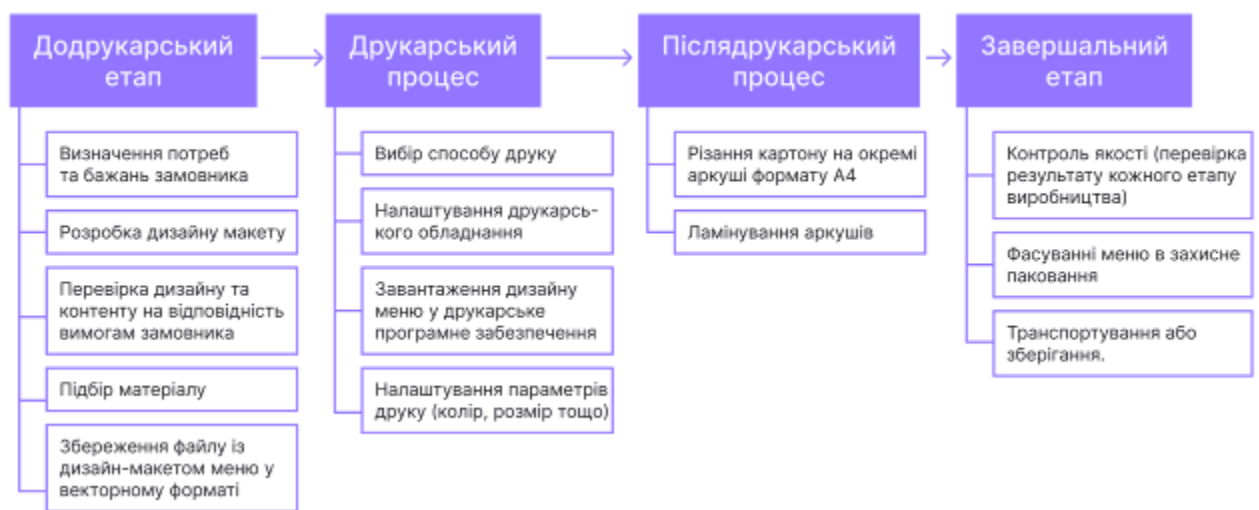 Додрукарський
етап
Визначення потреб
та бажань замовника
Розробка дизайну макету
Перевірка дизайну та
контенту на відповідність
вимогам замовника
Підбір матеріалу
Збереження файлу із
дизайн-макетом меню у
векторному форматі
Друкарський
процес
Вибір способу друку
Налаштування друкарсь-
кого обладнання
Завантаження дизайну
меню у друкарське
програмне забезпечення
Налаштування параметрів
друку (колір, розмір тощо)
Післядрукарський
процес
Різання картону на окремі
аркуші формату А4
Ламінування аркушів
Завершальний
етап
Контроль якості (перевірка
результату кожного етапу
виробництва)
Фасуванні меню в захисне
паковання
Транспортування або
зберігання.